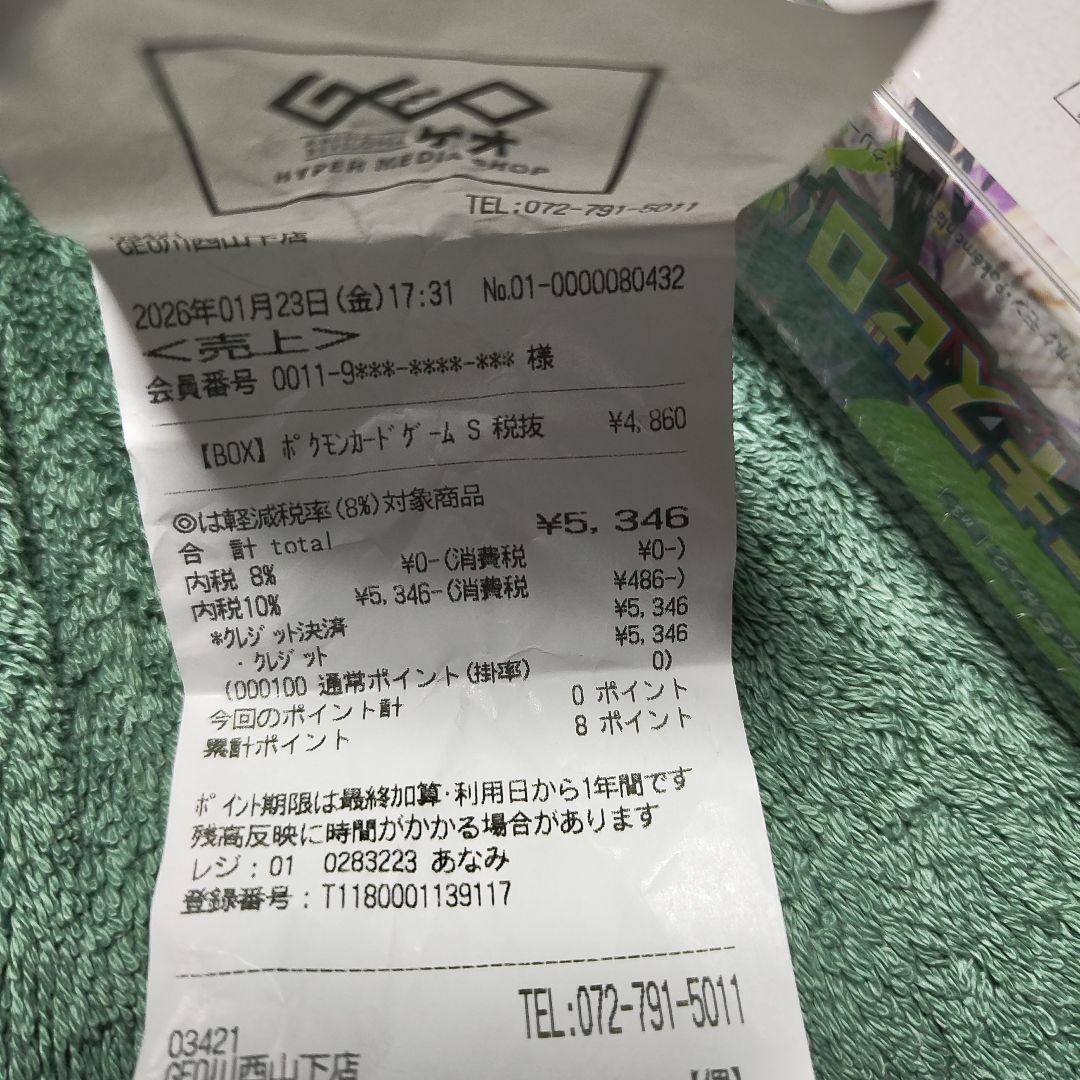 GEO
ゲオ
HYPER MEDIA SHOP
TEL:072-791-5011
GEO川西山下店
2026年01月23日(金)17:31 №01-0000080432
<売上>
会員番号 0011-9***-****-*** 様
【BOX】ポケモンカードゲーム S 税抜 ¥4,860
◎は軽減税率(8%)対象商品
合 計 total ¥5,346
内税 8% ¥0-(消費税 ¥0-)
内税10% ¥5,346-(消費税 ¥486-)
*クレジット決済 ¥5,346
・クレジット ¥5,346
(000100 通常ポイント(掛率) 0)
今回のポイント計 0 ポイント
累計ポイント 8 ポイント
ポイント期限は最終加算・利用日から1年間です
残高反映に時間がかかる場合があります
レジ:01 0283223 あなみ
登録番号:T1180001139117
TEL:072-791-5011
03421
GEO川西山下店